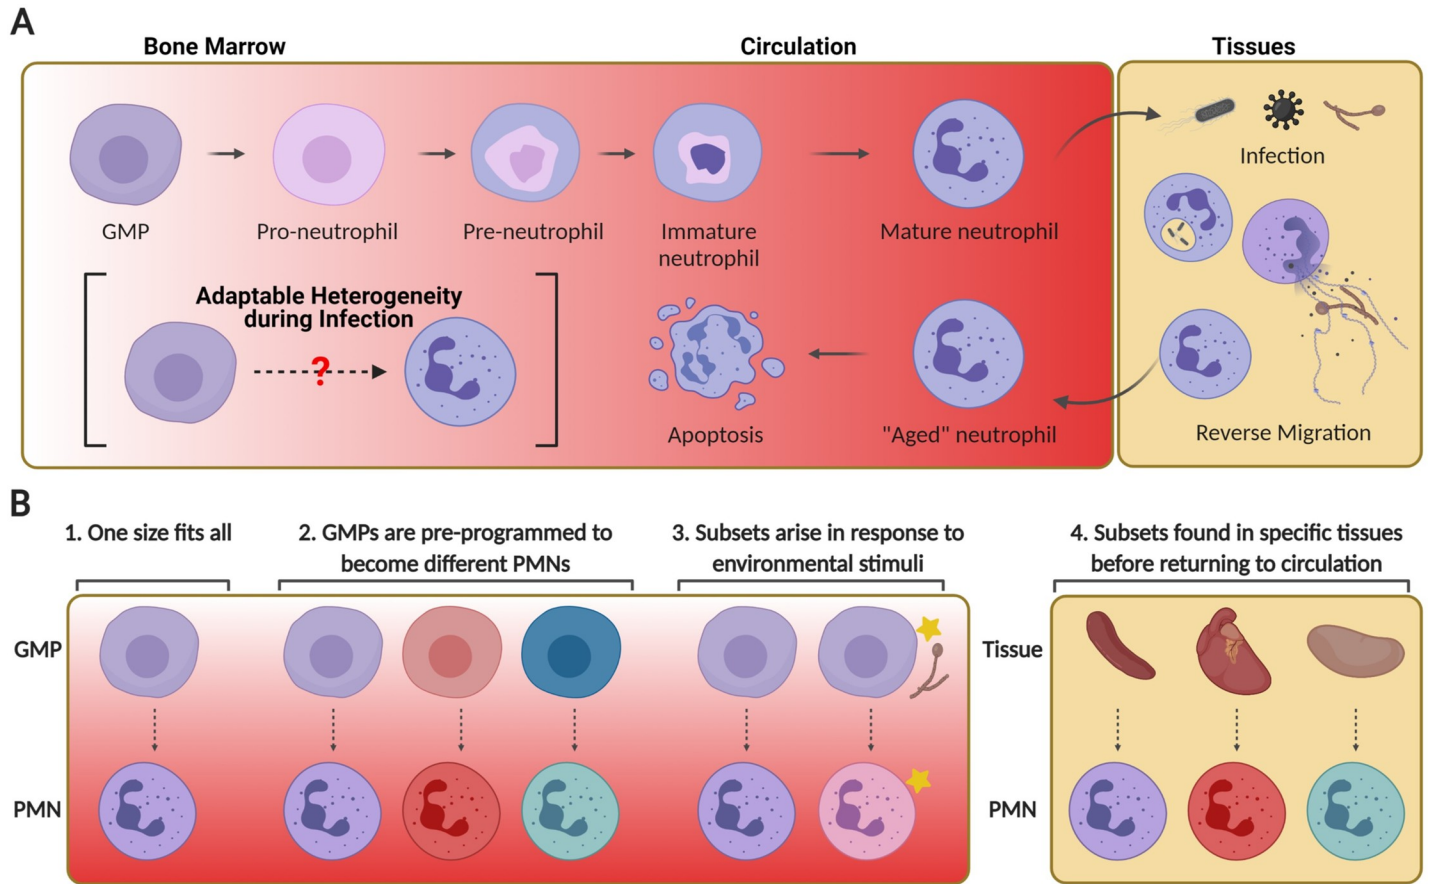 A
Bone Marrow
Circulation
Tissues
GMP
Pro-neutrophil
Pre-neutrophil
Immature
neutrophil
Mature neutrophil
Infection
Adaptable Heterogeneity
during Infection
?
Apoptosis
"Aged" neutrophil
Reverse Migration
B
1. One size fits all
2. GMPs are pre-programmed to
become different PMNs
3. Subsets arise in response to
environmental stimuli
4. Subsets found in specific tissues
before returning to circulation
GMP
Tissue
PMN
PMN